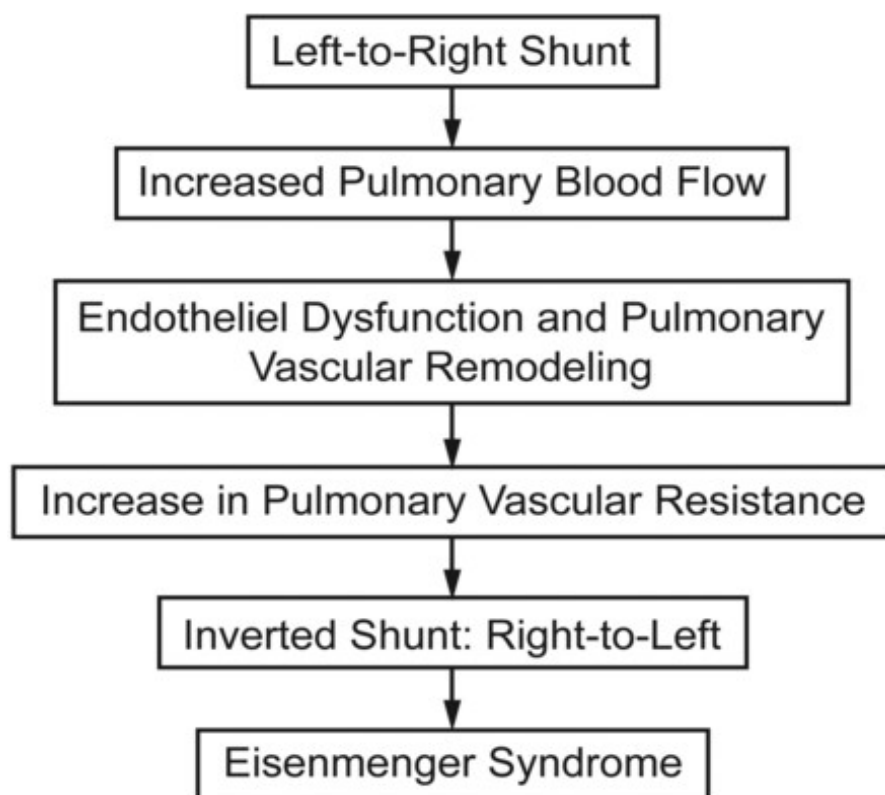 Left-to-Right Shunt
Increased Pulmonary Blood Flow
Endotheliel Dysfunction and Pulmonary
Vascular Remodeling
Increase in Pulmonary Vascular Resistance
Inverted Shunt: Right-to-Left
Eisenmenger Syndrome